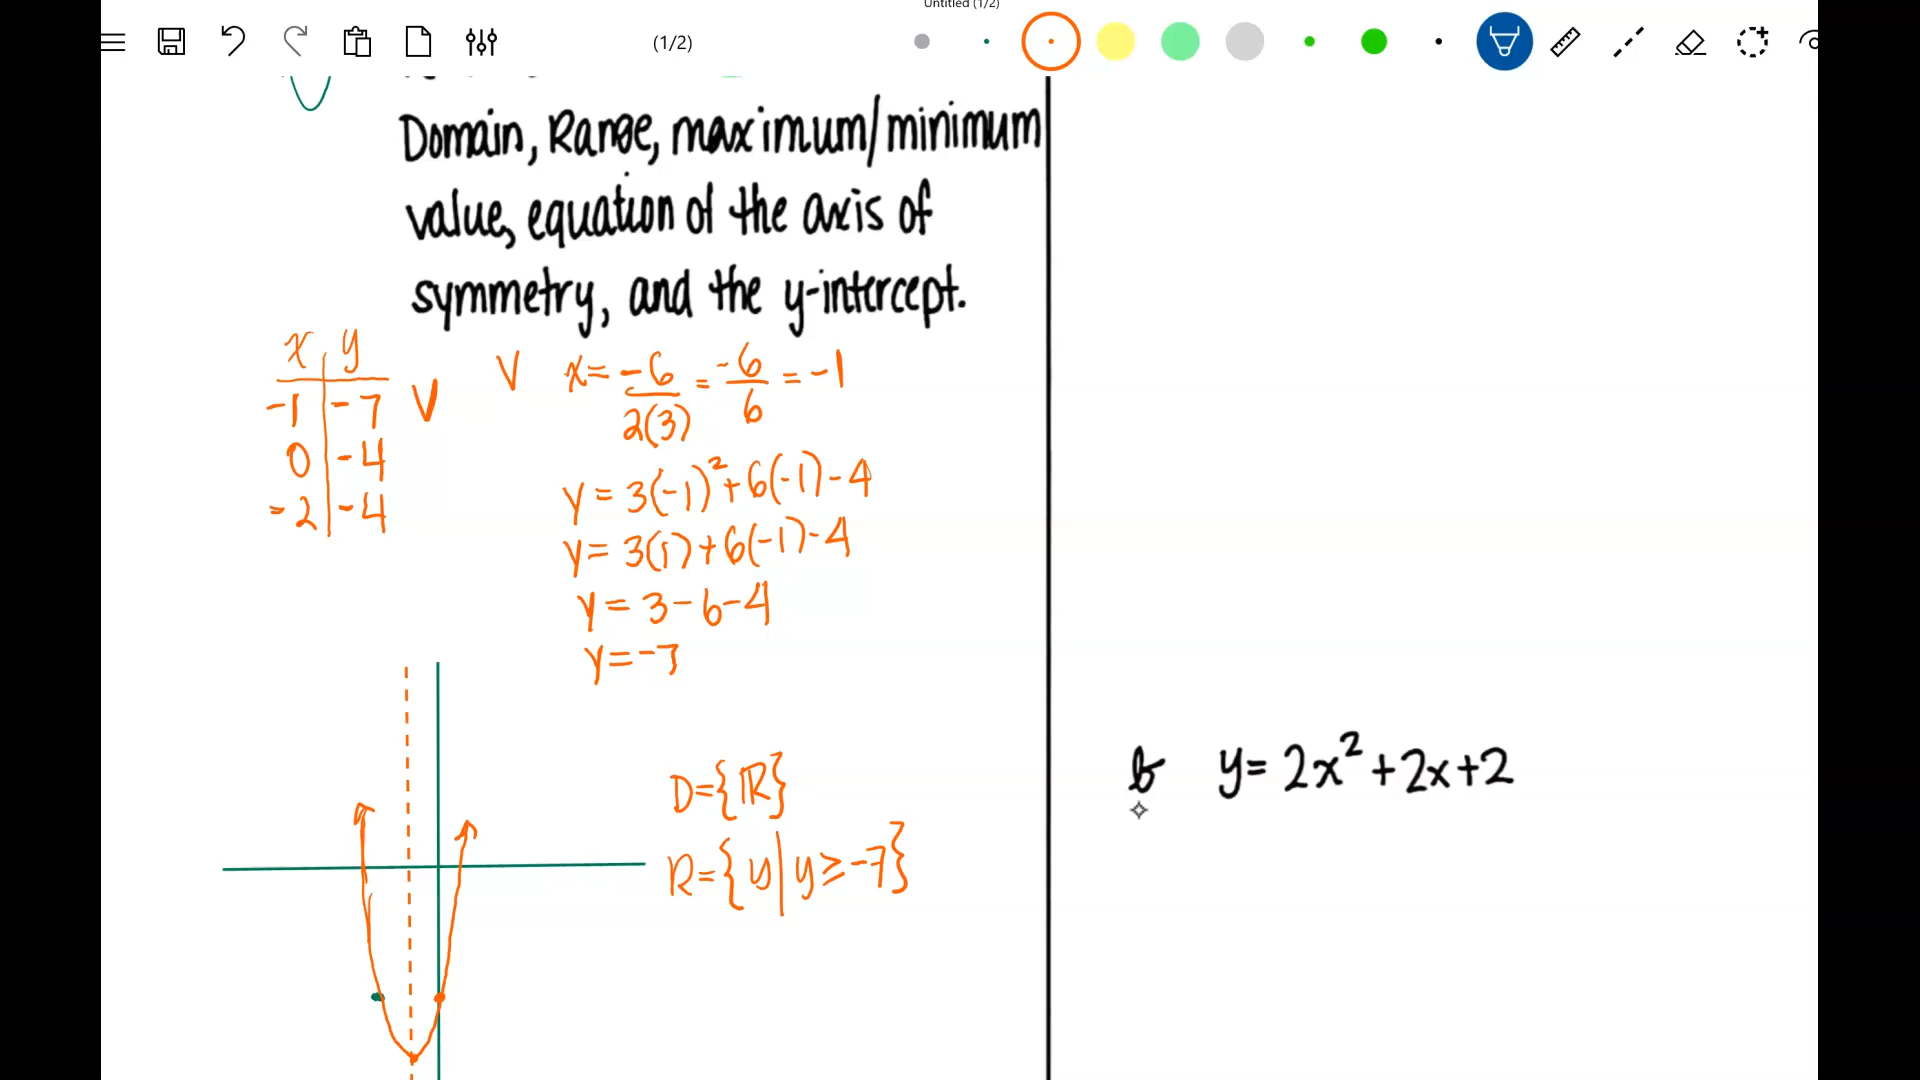 Untitled (1/2)
(1/2)
Domain, Range, maximum/minimum
value, equation of the axis of
symmetry, and the y-intercept.
x | y
-1 | -7 V
0 | -4
-2 | -4
V x = -6/2(3) = -6/6 = -1
y = 3(-1)² + 6(-1) - 4
y = 3(1) + 6(-1) - 4
y = 3 - 6 - 4
y = -7
D = {ℝ}
R = {y | y ≥ -7}
b y = 2x² + 2x + 2